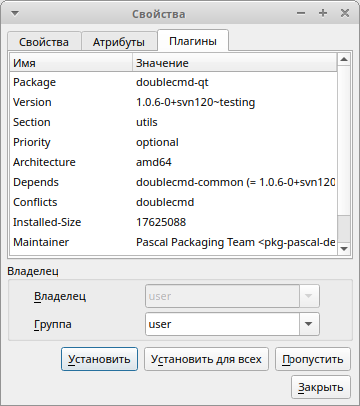 Свойства
Свойства Атрибуты Плагины
Имя Значение
Package doublecmd-qt
Version 1.0.6-0+svn120~testing
Section utils
Priority optional
Architecture amd64
Depends doublecmd-common (= 1.0.6-0+svn120
Conflicts doublecmd
Installed-Size 17625088
Maintainer Pascal Packaging Team <pkg-pascal-de
Владелец
Владелец user
Группа user
Установить Установить для всех Пропустить
Закрыть